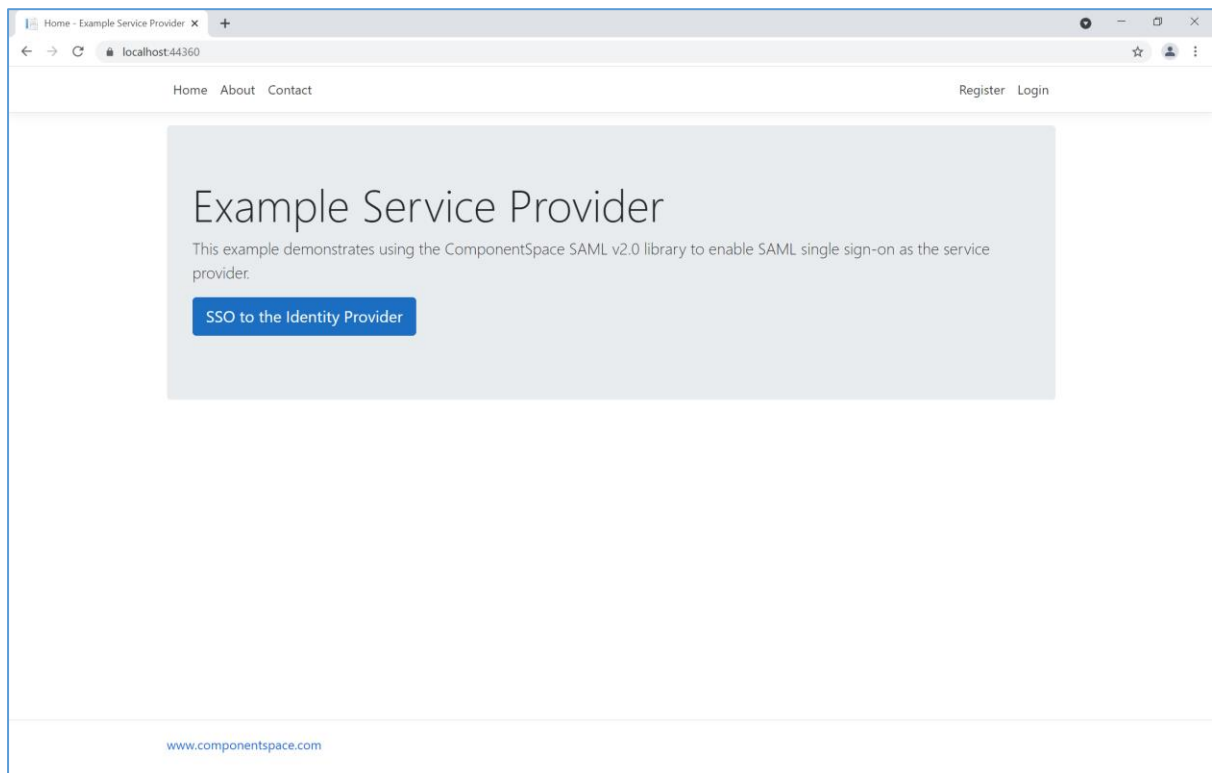 Home - Example Service Provider
localhost:44360
Home About Contact Register Login
Example Service Provider
This example demonstrates using the ComponentSpace SAML v2.0 library to enable SAML single sign-on as the service
provider.
SSO to the Identity Provider
www.componentspace.com